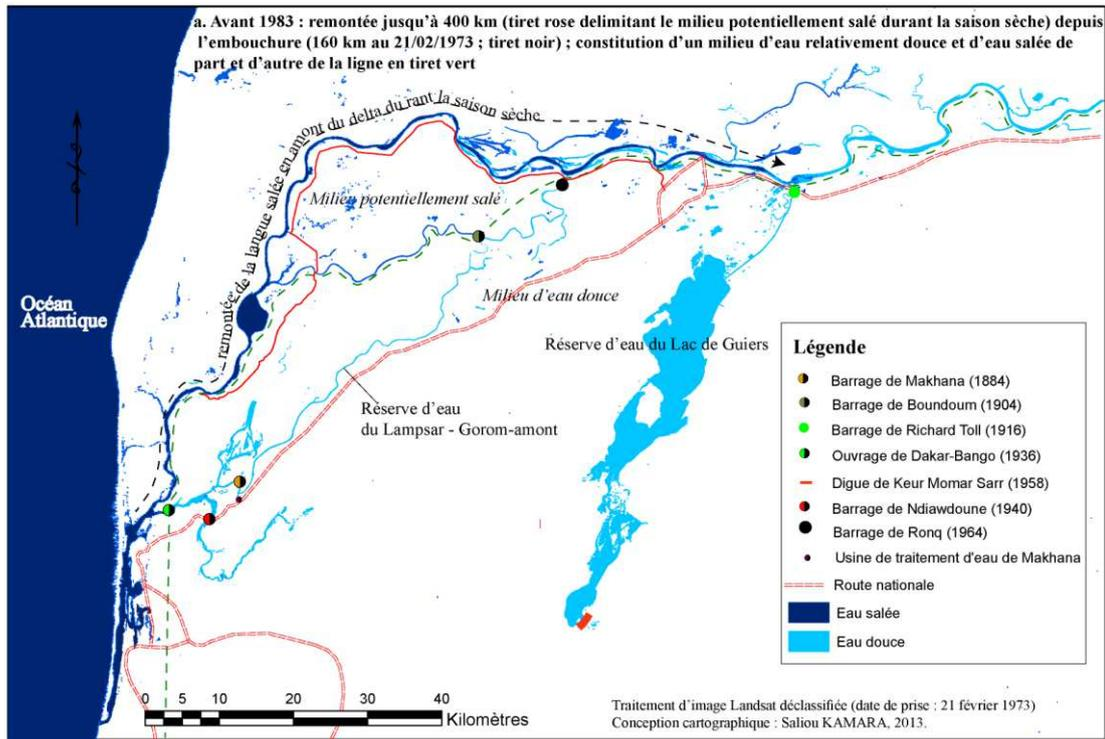 a. Avant 1983 : remontée jusqu'à 400 km (tiret rose delimitant le milieu potentiellement salé durant la saison sèche) depuis
l'embouchure (160 km au 21/02/1973 ; tiret noir) ; constitution d'un milieu d'eau relativement douce et d'eau salée de
part et d'autre de la ligne en tiret vert
remontée de la langue salée en amont du delta du rant la saison sèche
Milieu potentiellement salé
Océan
Atlantique
Milieu d'eau douce
Réserve d'eau du Lac de Guiers
Réserve d'eau
du Lampsar - Gorom-amont
Légende
Barrage de Makhana (1884)
Barrage de Boundoum (1904)
Barrage de Richard Toll (1916)
Ouvrage de Dakar-Bango (1936)
Digue de Keur Momar Sarr (1958)
Barrage de Ndiawdoune (1940)
Barrage de Ronq (1964)
Usine de traitement d'eau de Makhana
Route nationale
Eau salée
Eau douce
0 5 10 20 30 40
Kilomètres
Traitement d'image Landsat déclassifiée (date de prise : 21 février 1973)
Conception cartographique : Saliou KAMARA, 2013.